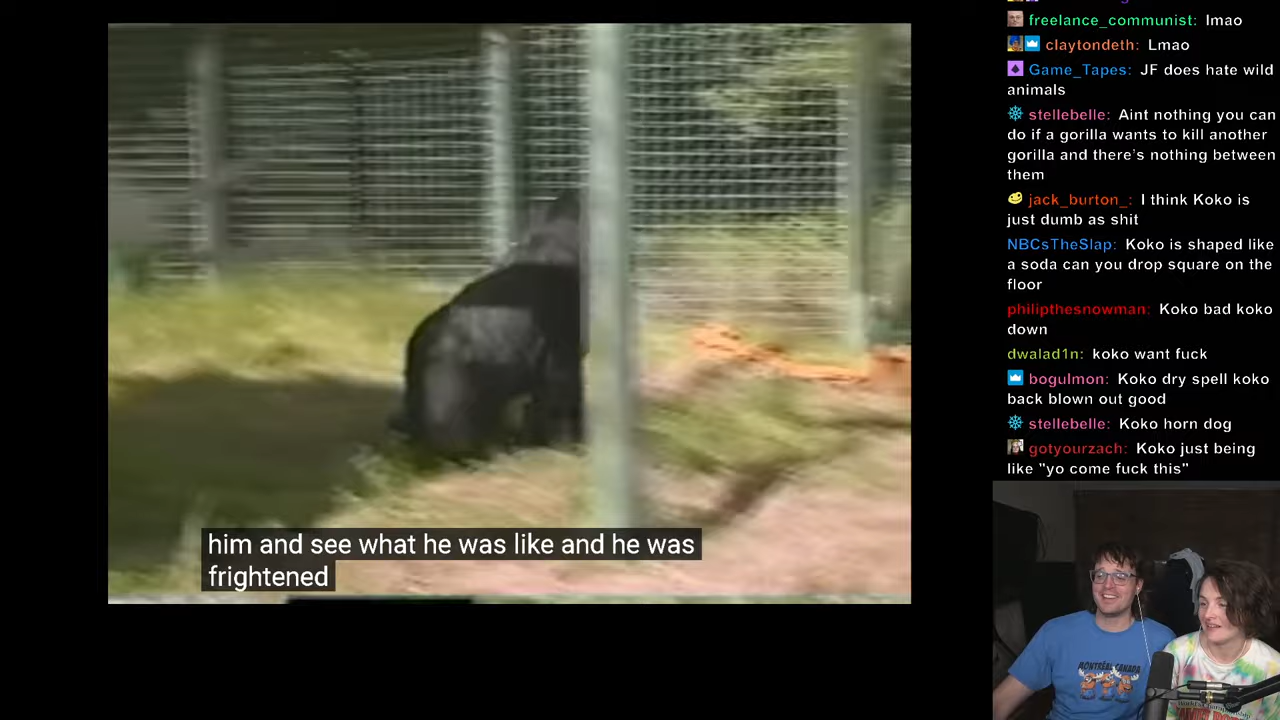 freelance_communist: lmao
claytondeth: Lmao
Game_Tapes: JF does hate wild
animals
stellebelle: Aint nothing you can
do if a gorilla wants to kill another
gorilla and there's nothing between
them
jack_burton_: I think Koko is
just dumb as shit
NBCsTheSlap: Koko is shaped like
a soda can you drop square on the
floor
philipthesnowman: Koko bad koko
down
dwalad1n: koko want fuck
bogulmon: Koko dry spell koko
back blown out good
stellebelle: Koko horn dog
gotyourzach: Koko just being
like "yo come fuck this"
him and see what he was like and he was
frightened
MONTRÉAL CANADA